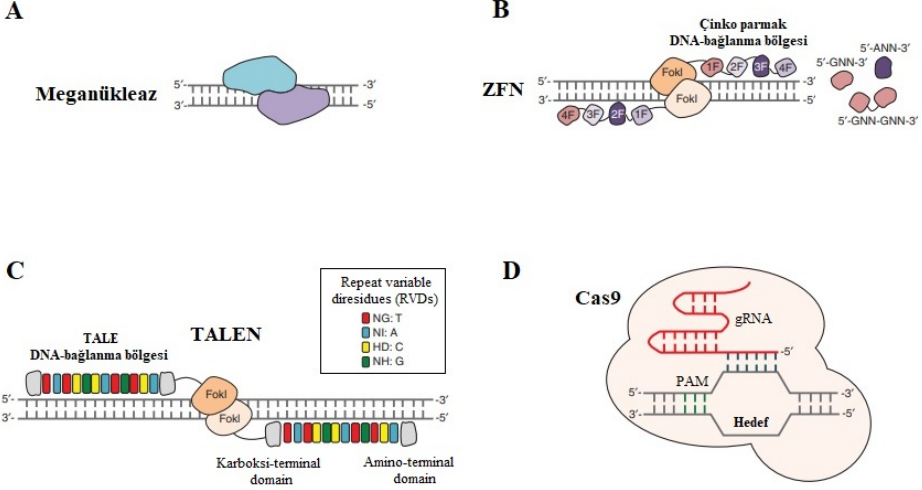 A
Meganükleaz
5′
-3′
3′
-5′
B
Çinko parmak
DNA-bağlanma bölgesi
ZFN
5′-ANN-3′
5′-GNN-3′
FokI
1F
2F
3F
4F
5′
-3′
3′
-5′
FokI
4F
3F
2F
1F
5′-GNN-GNN-3′
C
Repeat variable
diresidues (RVDs)
NG: T
NI: A
HD: C
NH: G
TALE
DNA-bağlanma bölgesi
TALEN
FokI
5′
-3′
3′
-5′
FokI
Karboksi-terminal
domain
Amino-terminal
domain
D
Cas9
gRNA
-5′
PAM
5′
-3′
3′
-5′
Hedef